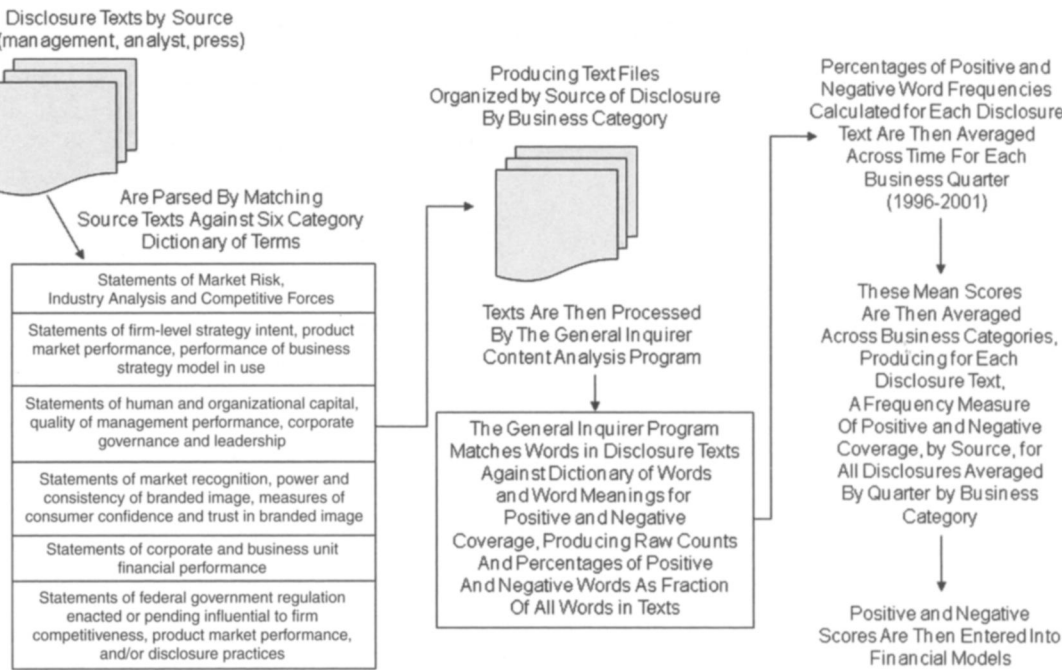 Disclosure Texts by Source
(management, analyst, press)
Are Parsed By Matching
Source Texts Against Six Category
Dictionary of Terms
Statements of Market Risk,
Industry Analysis and Competitive Forces
Statements of firm-level strategy intent, product
market performance, performance of business
strategy model in use
Statements of human and organizational capital,
quality of management performance, corporate
governance and leadership
Statements of market recognition, power and
consistency of branded image, measures of
consumer confidence and trust in branded image
Statements of corporate and business unit
financial performance
Statements of federal government regulation
enacted or pending influential to firm
competitiveness, product market performance,
and/or disclosure practices
Producing Text Files
Organized by Source of Disclosure
By Business Category
Texts Are Then Processed
By The General Inquirer
Content Analysis Program
The General Inquirer Program
Matches Words in Disclosure Texts
Against Dictionary of Words
and Word Meanings for
Positive and Negative
Coverage, Producing Raw Counts
And Percentages of Positive
And Negative Words As Fraction
Of All Words in Texts
Percentages of Positive and
Negative Word Frequencies
Calculated for Each Disclosure
Text Are Then Averaged
Across Time For Each
Business Quarter
(1996-2001)
These Mean Scores
Are Then Averaged
Across Business Categories,
Producing for Each
Disclosure Text,
A Frequency Measure
Of Positive and Negative
Coverage, by Source, for
All Disclosures Averaged
By Quarter by Business
Category
Positive and Negative
Scores Are Then Entered Into
Financial Models